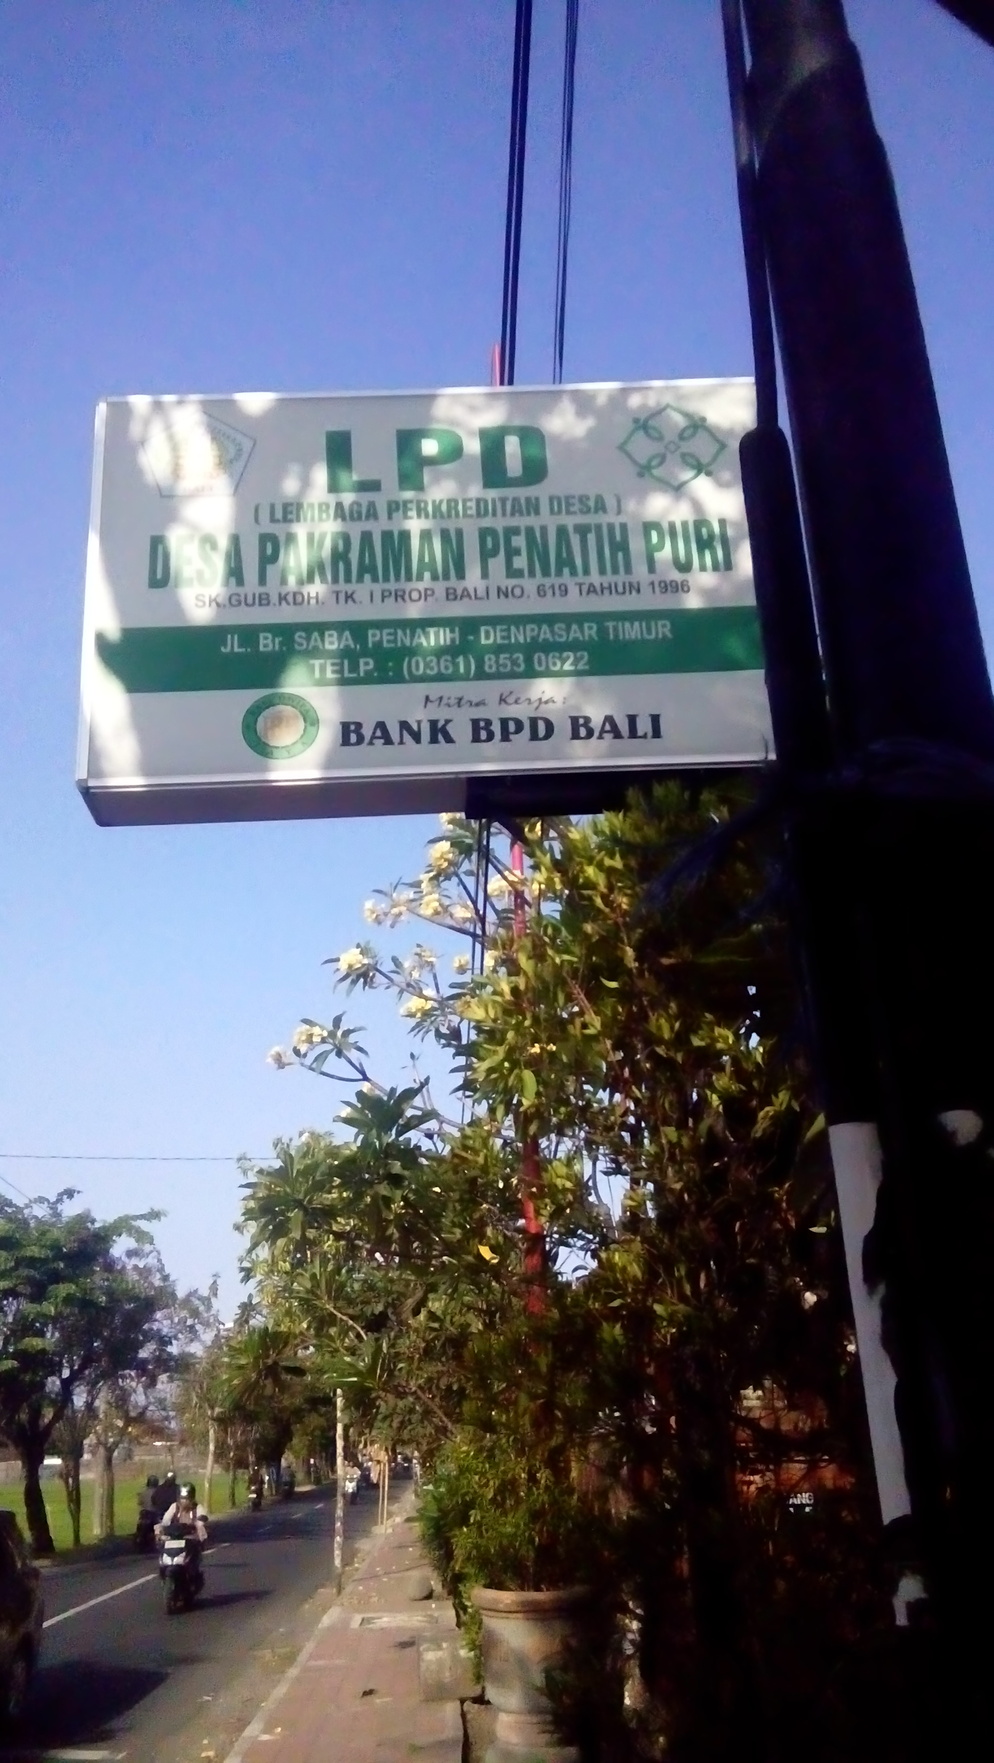 LPD
( LEMBAGA PERKREDITAN DESA )
DESA PAKRAMAN PENATIH PURI
SK.GUB.KDH. TK. I PROP. BALI NO. 619 TAHUN 1996
JL. Br. SABA, PENATIH - DENPASAR TIMUR
TELP. : (0361) 853 0622
Mitra Kerja :
BANK BPD BALI